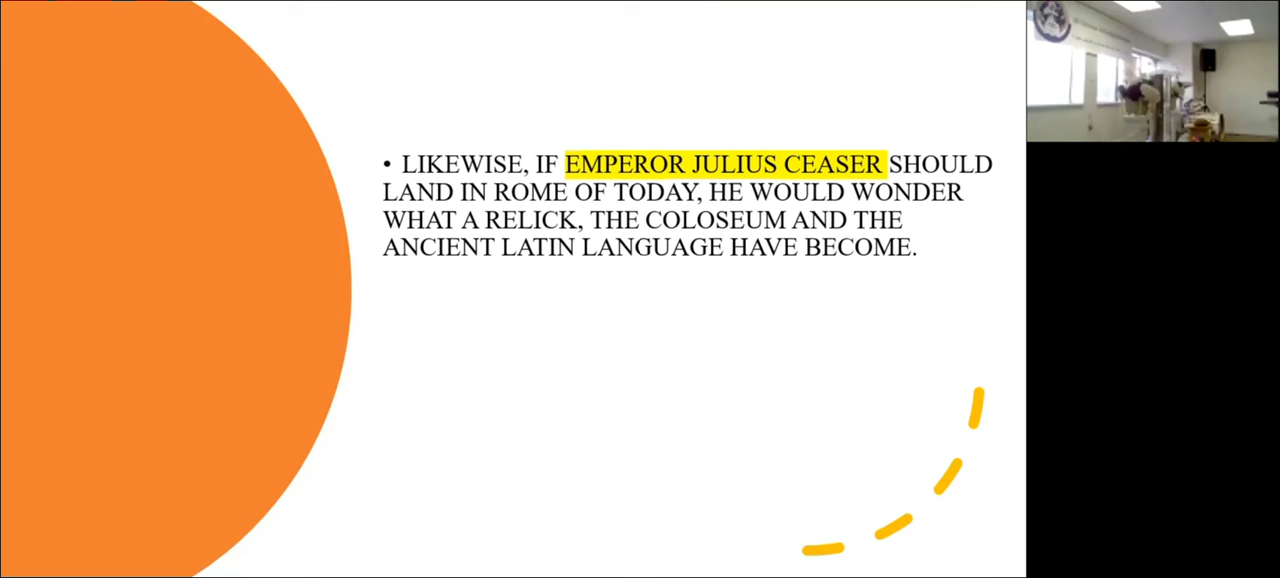 • LIKEWISE, IF EMPEROR JULIUS CEASER SHOULD
LAND IN ROME OF TODAY, HE WOULD WONDER
WHAT A RELICK, THE COLOSEUM AND THE
ANCIENT LATIN LANGUAGE HAVE BECOME.